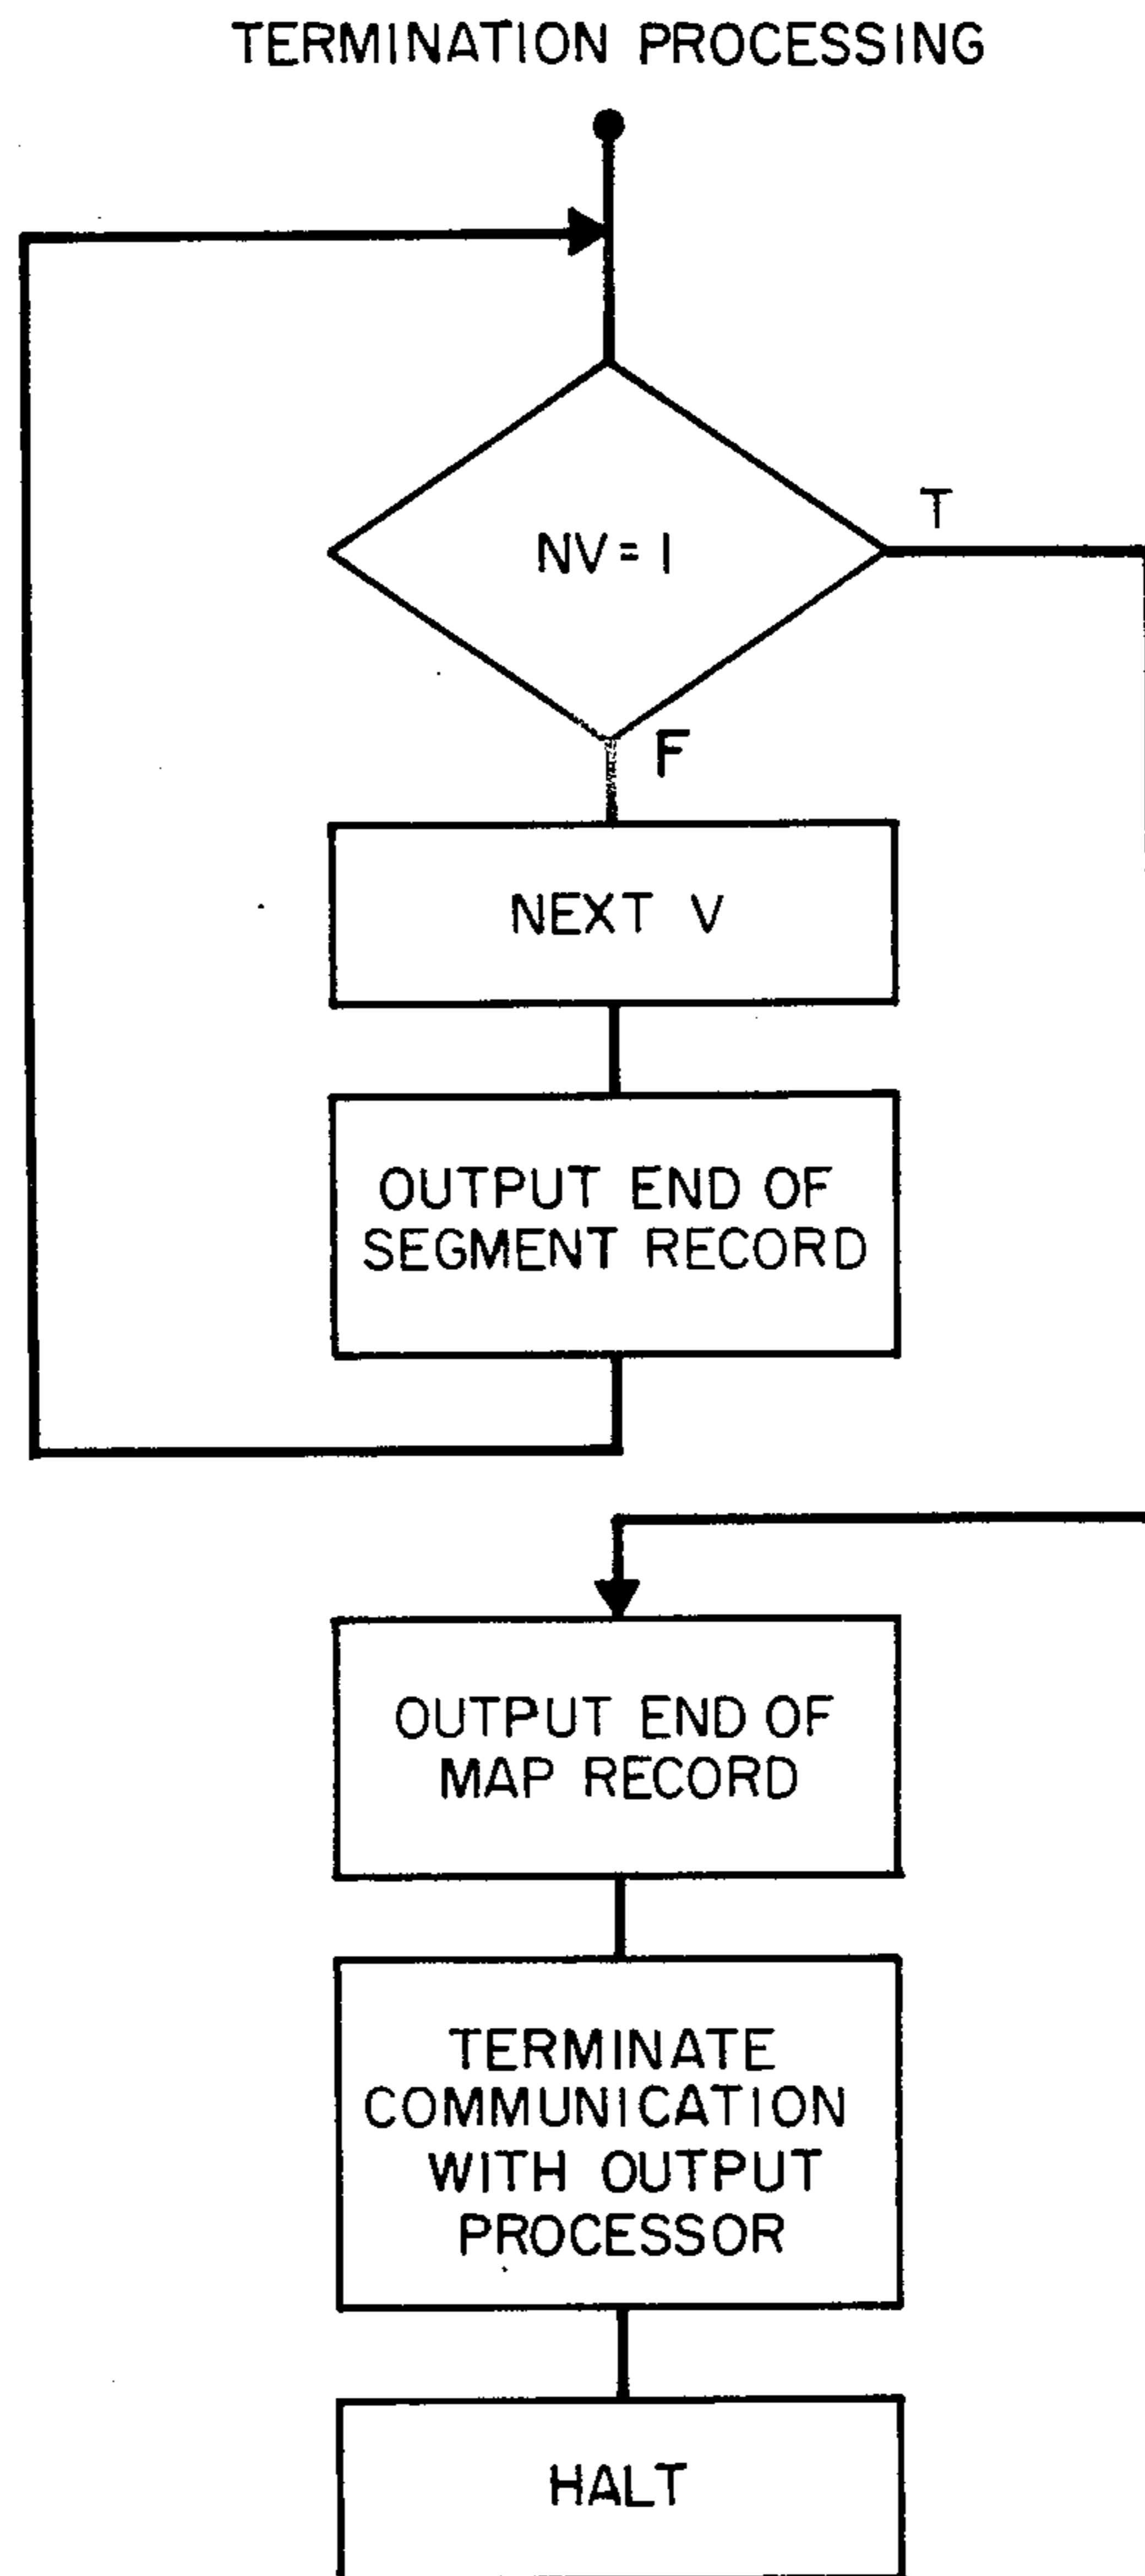 TERMINATION PROCESSING
NV = 1
T
F
NEXT V
OUTPUT END OF
SEGMENT RECORD
OUTPUT END OF
MAP RECORD
TERMINATE
COMMUNICATION
WITH OUTPUT
PROCESSOR
HALT